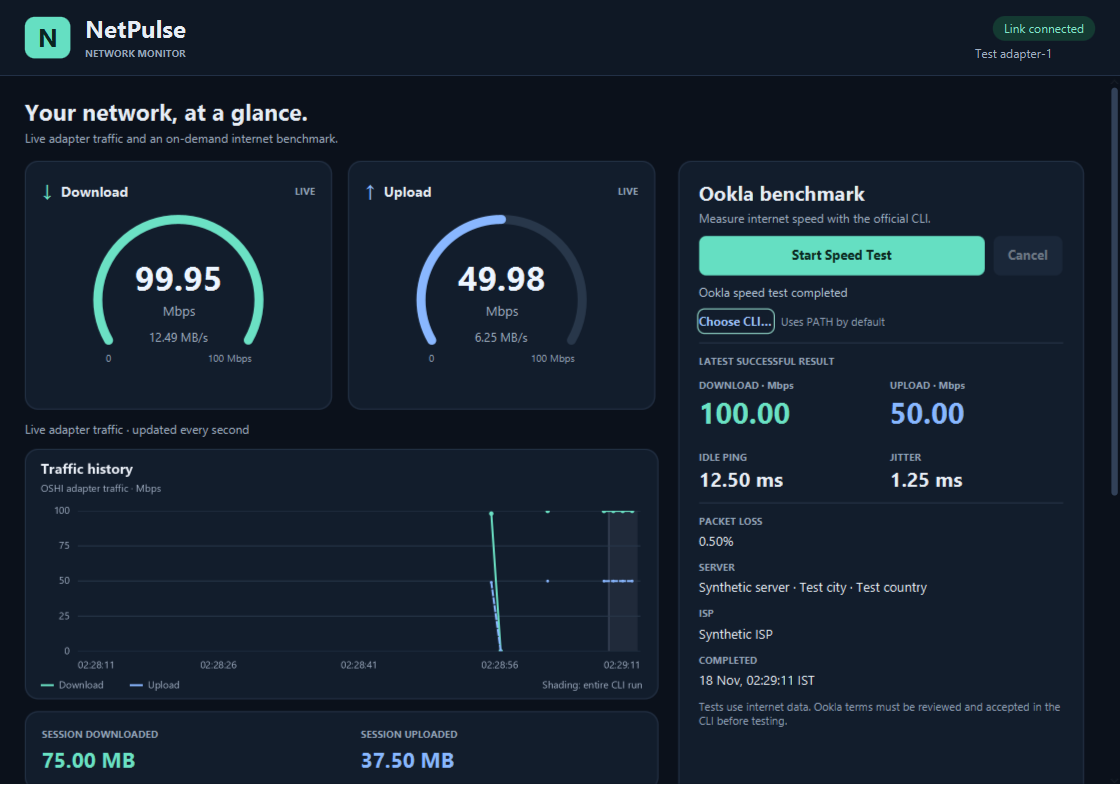 N
NetPulse
NETWORK MONITOR
Link connected
Test adapter-1
Your network, at a glance.
Live adapter traffic and an on-demand internet benchmark.
↓ Download
LIVE
99.95
Mbps
12.49 MB/s
0
100 Mbps
↑ Upload
LIVE
49.98
Mbps
6.25 MB/s
0
100 Mbps
Live adapter traffic · updated every second
Traffic history
OSHI adapter traffic · Mbps
100
75
50
25
0
02:28:11
02:28:26
02:28:41
02:28:56
02:29:11
Download
Upload
Shading: entire CLI run
SESSION DOWNLOADED
75.00 MB
SESSION UPLOADED
37.50 MB
Ookla benchmark
Measure internet speed with the official CLI.
Start Speed Test
Cancel
Ookla speed test completed
Choose CLI...
Uses PATH by default
LATEST SUCCESSFUL RESULT
DOWNLOAD · Mbps
100.00
UPLOAD · Mbps
50.00
IDLE PING
12.50 ms
JITTER
1.25 ms
PACKET LOSS
0.50%
SERVER
Synthetic server · Test city · Test country
ISP
Synthetic ISP
COMPLETED
18 Nov, 02:29:11 IST
Tests use internet data. Ookla terms must be reviewed and accepted in the
CLI before testing.